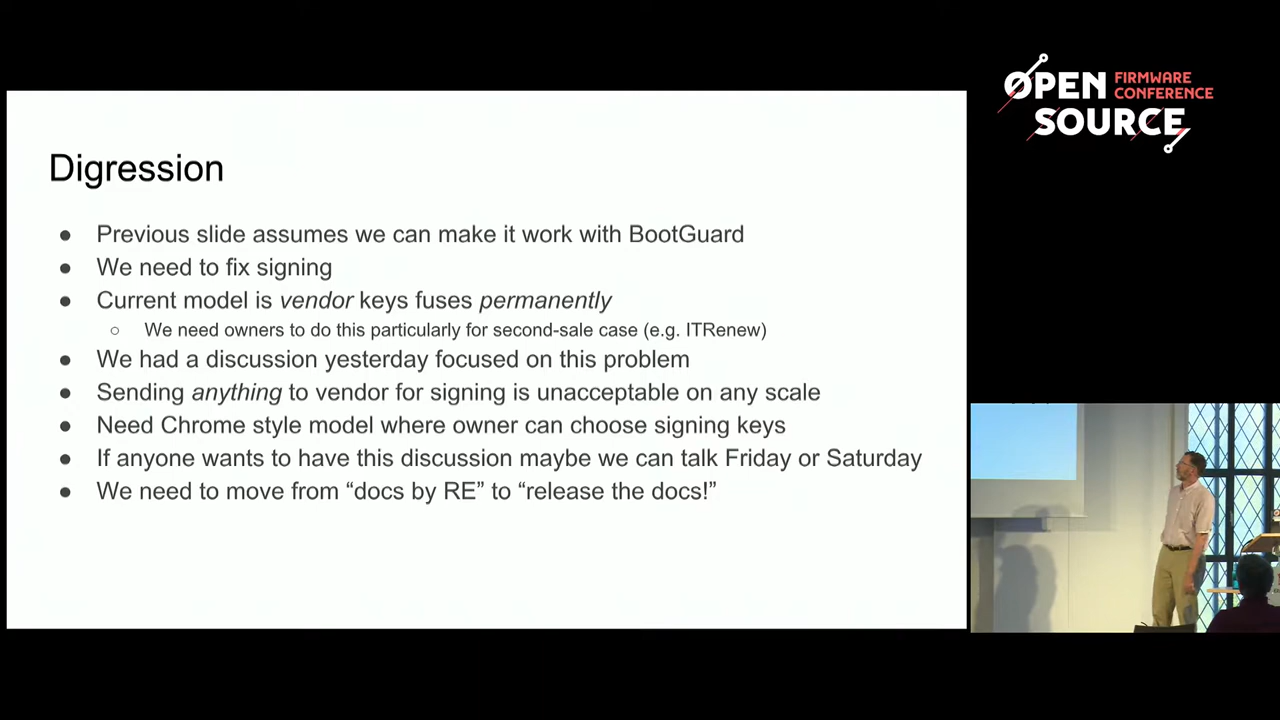 OPEN FIRMWARE
CONFERENCE
SOURCE
Digression
● Previous slide assumes we can make it work with BootGuard
● We need to fix signing
● Current model is vendor keys fuses permanently
○ We need owners to do this particularly for second-sale case (e.g. ITRenew)
● We had a discussion yesterday focused on this problem
● Sending anything to vendor for signing is unacceptable on any scale
● Need Chrome style model where owner can choose signing keys
● If anyone wants to have this discussion maybe we can talk Friday or Saturday
● We need to move from “docs by RE” to “release the docs!”